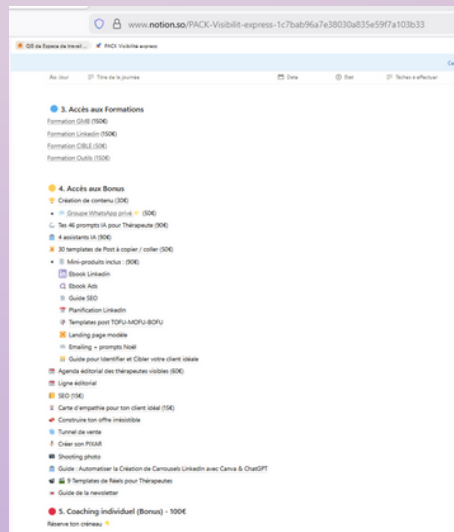 www.notion.so/PACK-Visibilit-express-1c7bab96a7e38030a835e59f7a103b33
QG de Espace de travail... PACK Visibilité express
Aa Jour Titre de la journée Date État Tâches à effectuer
3. Accès aux Formations
Formation GMB (150€)
Formation Linkedin (150€)
Formation CIBLE (50€)
Formation Outils (150€)
4. Accès aux Bonus
Création de contenu (30€)
Groupe WhatsApp privé (50€)
Tes 46 prompts IA pour Thérapeute (90€)
4 assistants IA (90€)
30 templates de Post à copier / coller (50€)
Mini-produits inclus : (90€)
Ebook Linkedin
Ebook Ads
Guide SEO
Planification Linkedin
Templates post TOFU-MOFU-BOFU
Landing page modèle
Emailing + prompts Noël
Guide pour Identifier et Cibler votre client idéale
Agenda éditorial des thérapeutes visibles (60€)
Ligne éditorial
SEO (15€)
Carte d'empathie pour ton client idéal (15€)
Construire ton offre irrésistible
Tunnel de vente
Créer son PIXAR
Shooting photo
Guide : Automatiser la Création de Carrousels LinkedIn avec Canva & ChatGPT
9 Templates de Réels pour Thérapeutes
Guide de la newsletter
5. Coaching individuel (Bonus) - 100€
Réserve ton créneau